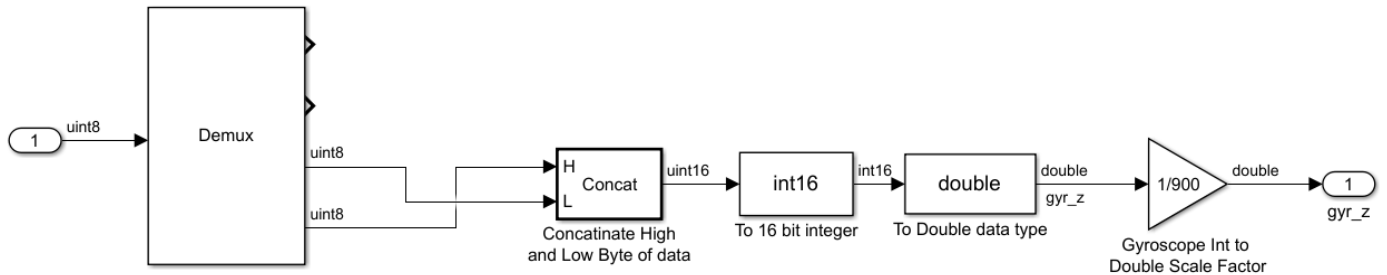 1
uint8
Demux
uint8
uint8
H
L
Concat
Concatinate High
and Low Byte of data
uint16
int16
To 16 bit integer
int16
double
To Double data type
double
gyr_z
1/900
Gyroscope Int to
Double Scale Factor
double
1
gyr_z